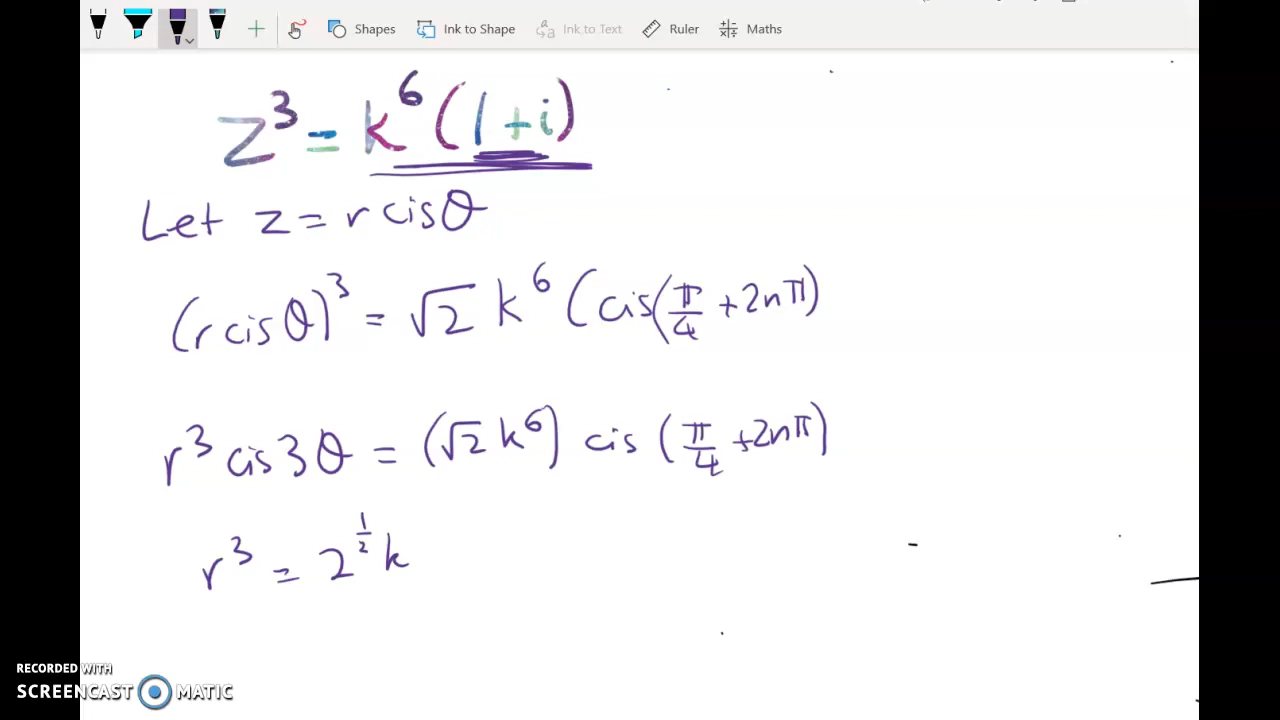 Shapes Ink to Shape Ink to Text Ruler Maths
z³ = k⁶(1+i)
Let z = r cisθ
(r cis θ)³ = √2 k⁶ (cis(π/4 + 2nπ)
r³ cis 3θ = (√2 k⁶) cis (π/4 + 2nπ)
r³ = 2^(1/2) k
RECORDED WITH
SCREENCAST MATIC